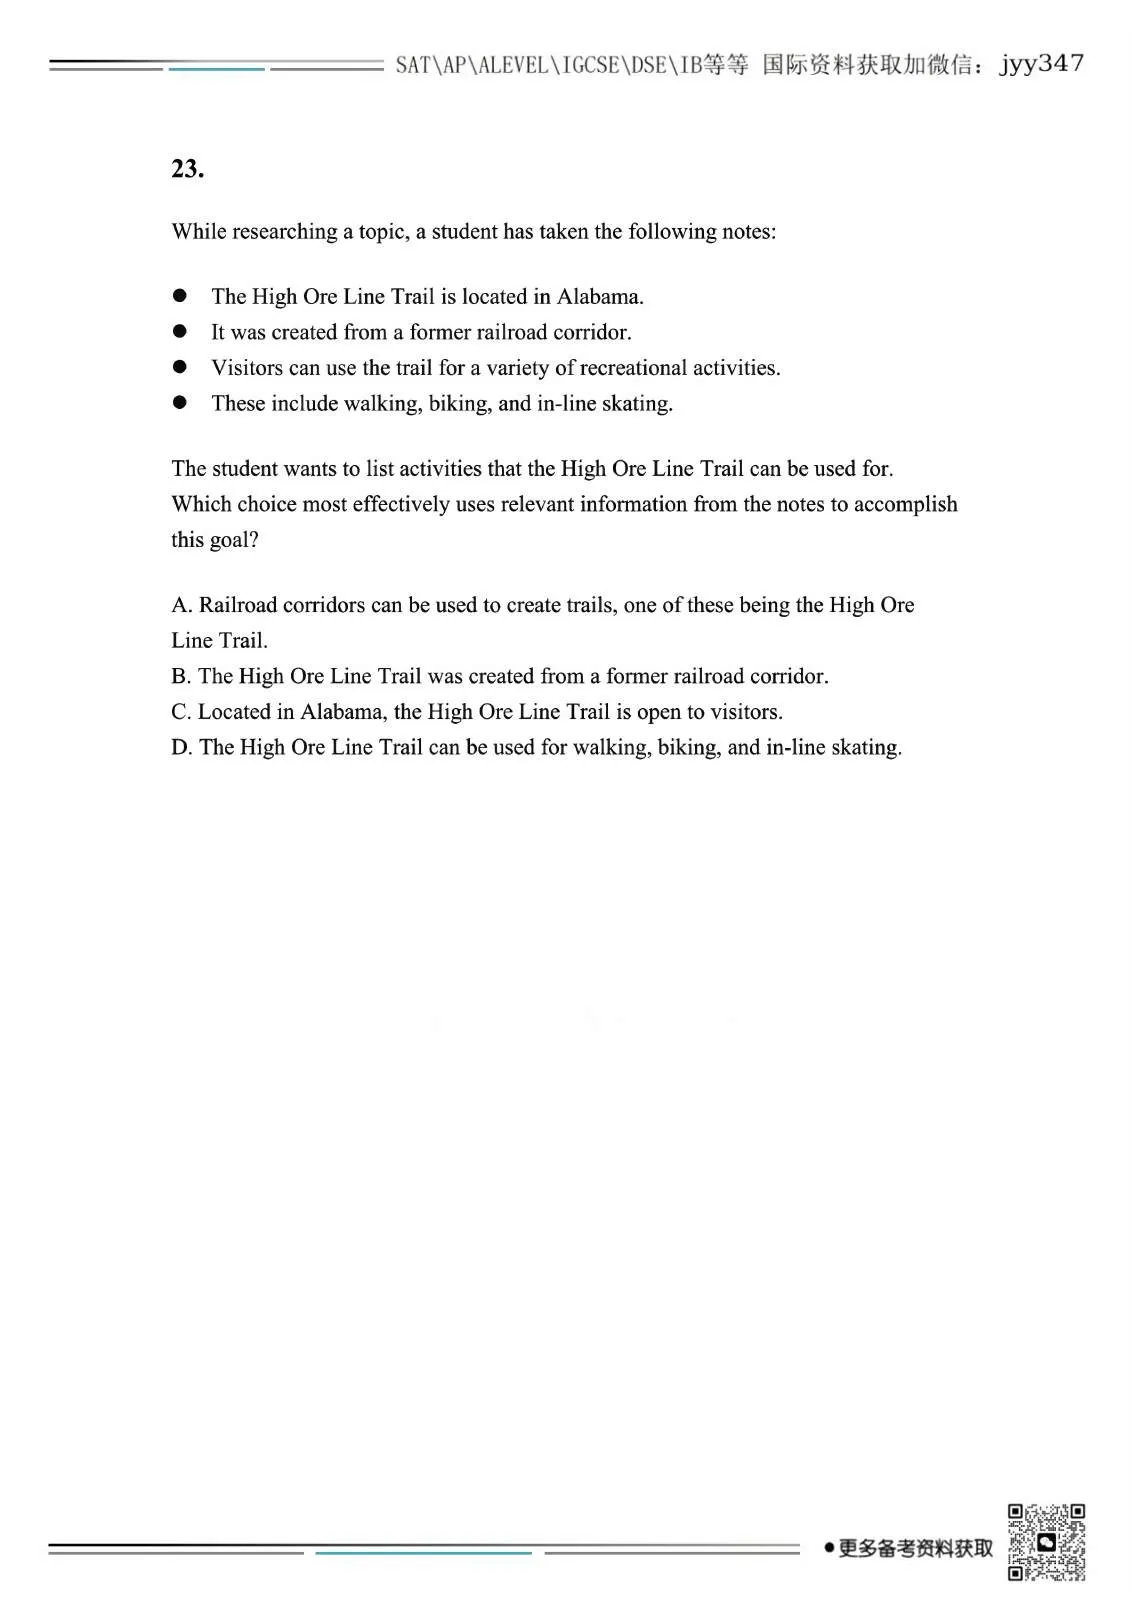 SAT\AP\ALEVEL\IGCSE\DSE\IB等等 国际资料获取加微信：jyy347
23.
While researching a topic, a student has taken the following notes:
● The High Ore Line Trail is located in Alabama.
● It was created from a former railroad corridor.
● Visitors can use the trail for a variety of recreational activities.
● These include walking, biking, and in-line skating.
The student wants to list activities that the High Ore Line Trail can be used for.
Which choice most effectively uses relevant information from the notes to accomplish
this goal?
A. Railroad corridors can be used to create trails, one of these being the High Ore
Line Trail.
B. The High Ore Line Trail was created from a former railroad corridor.
C. Located in Alabama, the High Ore Line Trail is open to visitors.
D. The High Ore Line Trail can be used for walking, biking, and in-line skating.
●更多备考资料获取